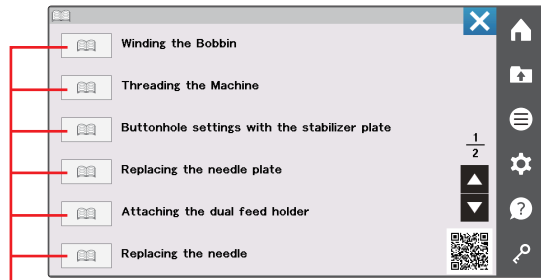 Winding the Bobbin
Threading the Machine
Buttonhole settings with the stabilizer plate
1
2
Replacing the needle plate
Attaching the dual feed holder
?
Replacing the needle